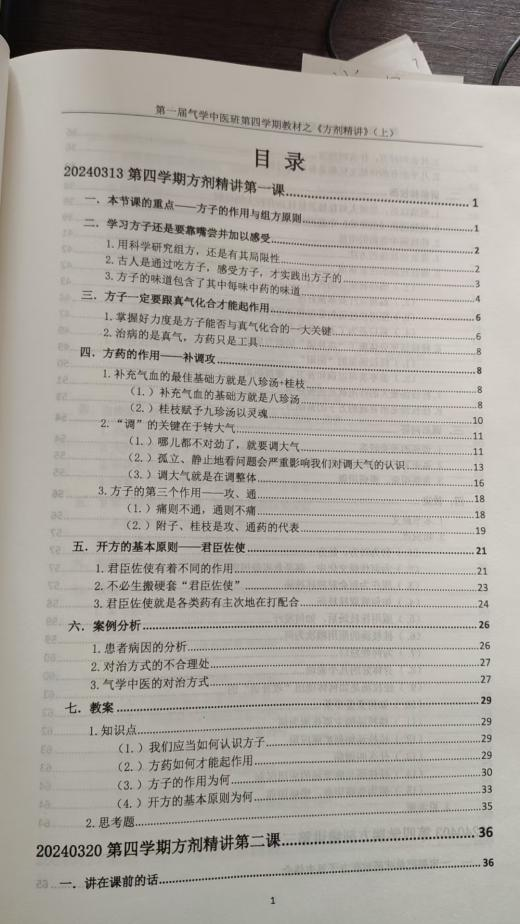 第一届气学中医班第四学期教材之《方剂精讲》（上）
目 录
20240313 第四学期方剂精讲第一课 1
一．本节课的重点——方子的作用与组方原则 1
二．学习方子还是要靠嘴尝并加以感受 2
1.用科学研究组方，还是有其局限性 2
2.古人是通过吃方子，感受方子，才实践出方子的 3
3.方子的味道包含了其中每味中药的味道 4
三．方子一定要跟真气化合才能起作用 6
1.掌握好力度是方子能否与真气化合的一大关键 6
2.治病的是真气，方药只是工具 8
四．方药的作用——补调攻 8
1.补充气血的最佳基础方就是八珍汤+桂枝 8
（1.）补充气血的最佳基础方就是八珍汤 8
（2.）桂枝赋予九珍汤以灵魂 10
2.“调”的关键在于转大气 11
（1.）哪儿都不对劲了，就要调大气 11
（2.）孤立、静止地看问题会严重影响我们对调大气的认识 13
（3.）调大气就是在调整体 16
3.方子的第三个作用——攻、通 18
（1.）痛则不通，通则不痛 18
（2.）附子、桂枝是攻、通药的代表 19
五．开方的基本原则——君臣佐使 21
1.君臣佐使有着不同的作用 21
2.不必生搬硬套“君臣佐使” 23
3.君臣佐使就是各类药有主次地在打配合 24
六．案例分析 26
1.患者病因的分析 26
2.对治方式的不合理处 27
3.气学中医的对治方式 27
七．教案 29
1.知识点 29
（1.）我们应当如何认识方子 29
（2.）方药如何才能起作用 29
（3.）方子的作用为何 30
（4.）开方的基本原则为何 33
2.思考题 35
20240320 第四学期方剂精讲第二课 36
一．讲在课前的话 36
1